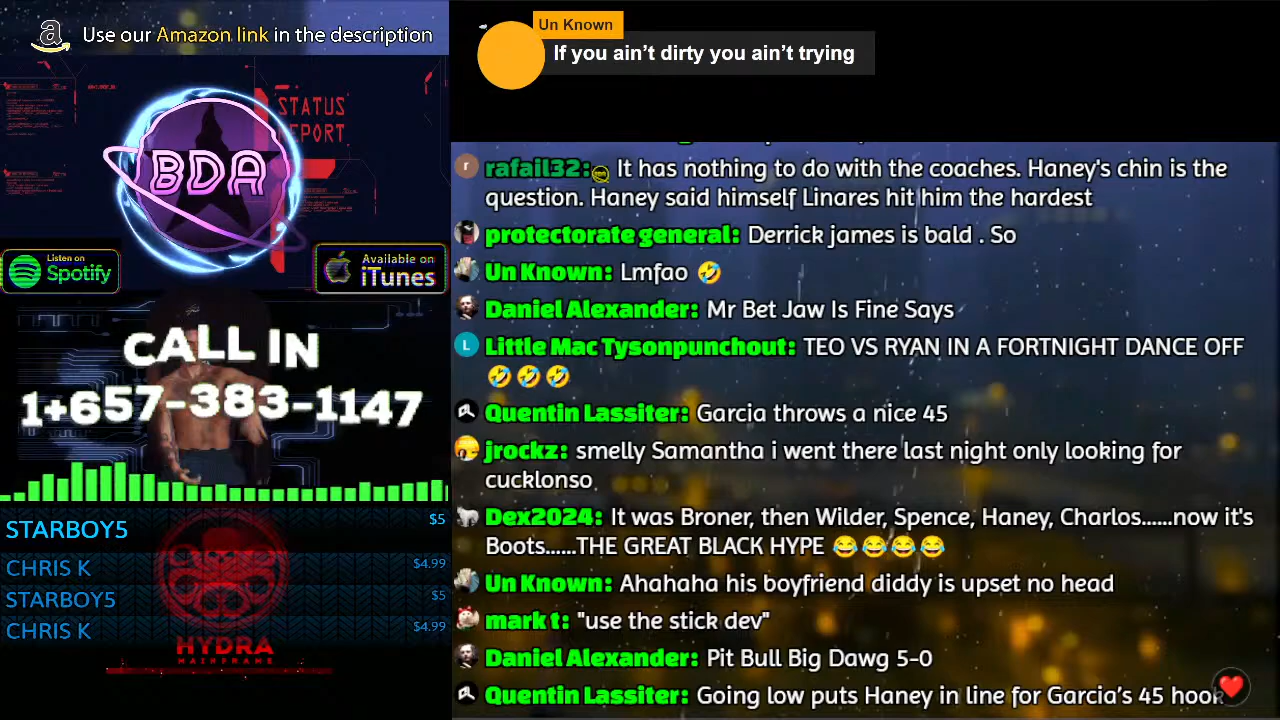 Use our Amazon link in the description
STATUS
BDA
Listen on
Spotify
Available on
iTunes
CALL IN
1+657-383-1147
STARBOY5 $5
CHRIS K $4.99
STARBOY5 $5
CHRIS K $4.99
HYDRA
MAINFRAME
Un Known
If you ain’t dirty you ain’t trying
rafail32: It has nothing to do with the coaches. Haney's chin is the
question. Haney said himself Linares hit him the hardest
protectorate general: Derrick james is bald . So
Un Known: Lmfao 🤣
Daniel Alexander: Mr Bet Jaw Is Fine Says
L
Little Mac Tysonpunchout: TEO VS RYAN IN A FORTNIGHT DANCE OFF
🤣🤣🤣
Quentin Lassiter: Garcia throws a nice 45
jrockz: smelly Samantha i went there last night only looking for
cucklonso
Dex2024: It was Broner, then Wilder, Spence, Haney, Charlos......now it's
Boots......THE GREAT BLACK HYPE 😂😂😂😂
Un Known: Ahahaha his boyfriend diddy is upset no head
mark t: "use the stick dev"
Daniel Alexander: Pit Bull Big Dawg 5-0
Quentin Lassiter: Going low puts Haney in line for Garcia’s 45 hook